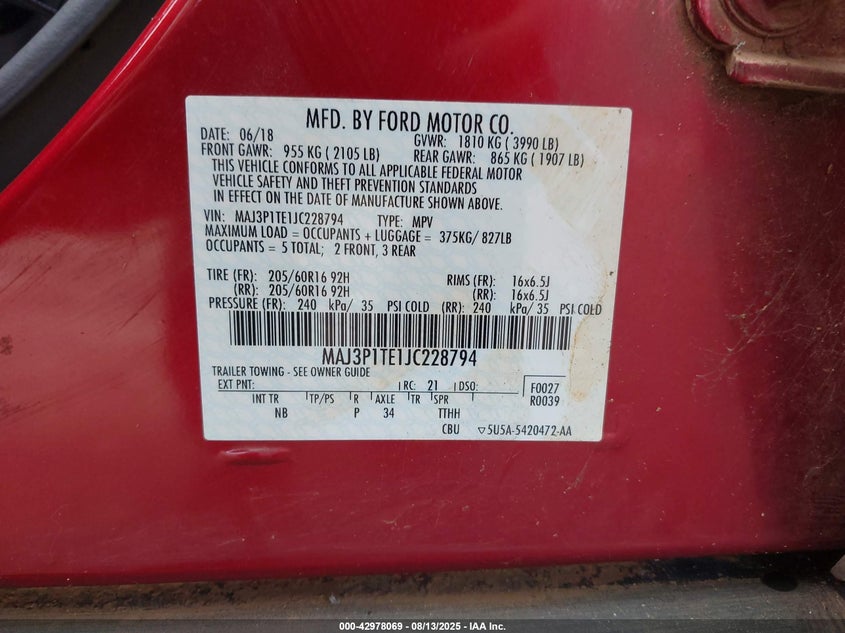 MFD. BY FORD MOTOR CO.
DATE: 06/18 GVWR: 1810 KG ( 3990 LB)
FRONT GAWR: 955 KG ( 2105 LB) REAR GAWR: 865 KG ( 1907 LB)
THIS VEHICLE CONFORMS TO ALL APPLICABLE FEDERAL MOTOR
VEHICLE SAFETY AND THEFT PREVENTION STANDARDS
IN EFFECT ON THE DATE OF MANUFACTURE SHOWN ABOVE.
VIN: MAJ3P1TE1JC228794 TYPE: MPV
MAXIMUM LOAD = OCCUPANTS + LUGGAGE = 375KG/ 827LB
OCCUPANTS = 5 TOTAL; 2 FRONT, 3 REAR
TIRE (FR): 205/60R16 92H RIMS (FR): 16x6.5J
(RR): 205/60R16 92H (RR): 16x6.5J
PRESSURE (FR): 240 kPa/ 35 PSI COLD (RR): 240 kPa/ 35 PSI COLD
MAJ3P1TE1JC228794
TRAILER TOWING - SEE OWNER GUIDE
EXT PNT: RC: 21 DSO: F0027
INT TR TP/PS R AXLE TR SPR R0039
NB P 34 TTHH
CBU ▽5U5A-5420472-AA
000-42978069 - 08/13/2025 - IAA Inc.